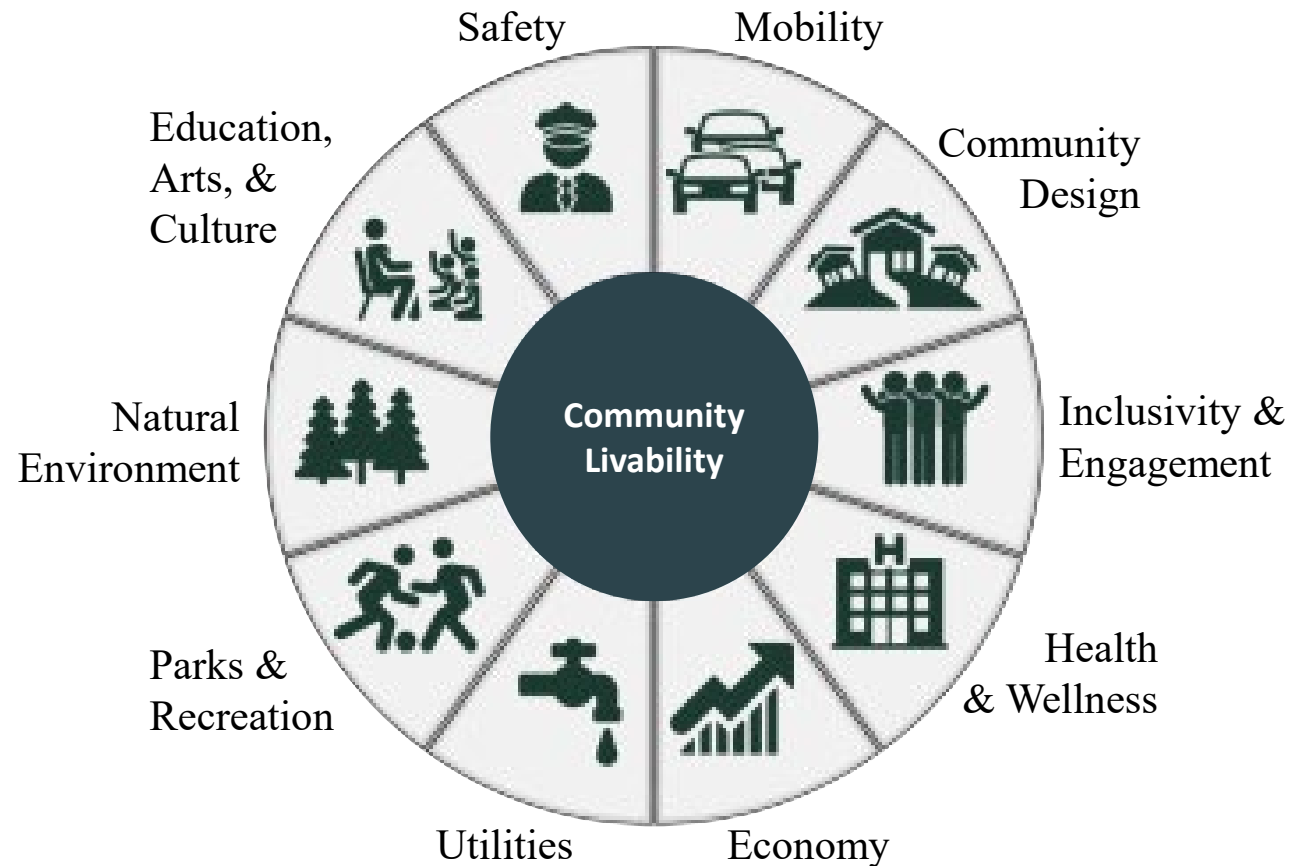 Safety
Mobility
Community
Design
Inclusivity &
Engagement
Health
& Wellness
Economy
Utilities
Parks &
Recreation
Natural
Environment
Education,
Arts, &
Culture
Community
Livability
H